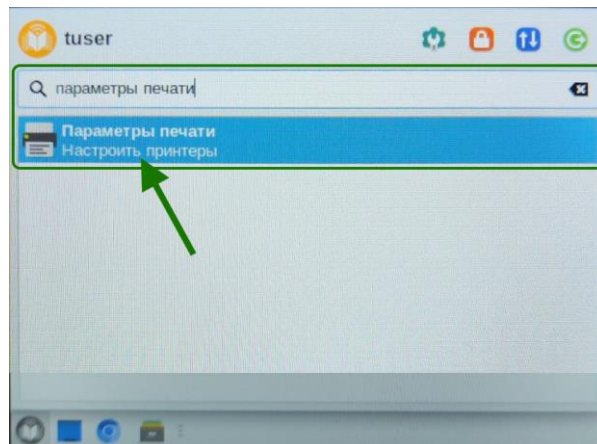 tuser
параметры печати
Параметры печати
Настроить принтеры